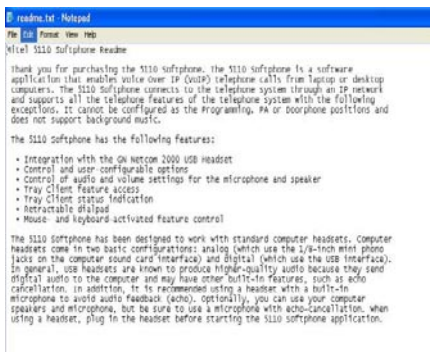 readme.txt - Notepad
File Edit Format View Help
Mitel 5110 Softphone Readme
Thank you for purchasing the 5110 Softphone. The 5110 Softphone is a software
application that enables Voice Over IP (VoIP) telephone calls from laptop or desktop
computers. The 5110 Softphone connects to the telephone system through an IP network
and supports all the telephone features of the telephone system with the following
exceptions. It cannot be configured as the Programming, PA or Doorphone positions and
does not support background music.
The 5110 Softphone has the following features:
• Integration with the GN Netcom 2000 USB Headset
• Control and user-configurable options
• Control of audio and volume settings for the microphone and speaker
• Tray Client feature access
• Tray Client status indication
• Retractable dialpad
• Mouse- and keyboard-activated feature control
The 5110 Softphone has been designed to work with standard computer headsets. Computer
headsets come in two basic configurations: analog (which use the 1/8-inch mini phono
jacks on the computer sound card interface) and digital (which use the USB interface).
In general, USB headsets are known to produce higher-quality audio because they send
digital audio to the computer and may have other built-in features, such as echo
cancellation. In addition, it is recommended using a headset with a built-in
microphone to avoid audio feedback (echo). Optionally, you can use your computer
speakers and microphone, but be sure to use a microphone with echo-cancellation. When
using a headset, plug in the headset before starting the 5110 Softphone application.